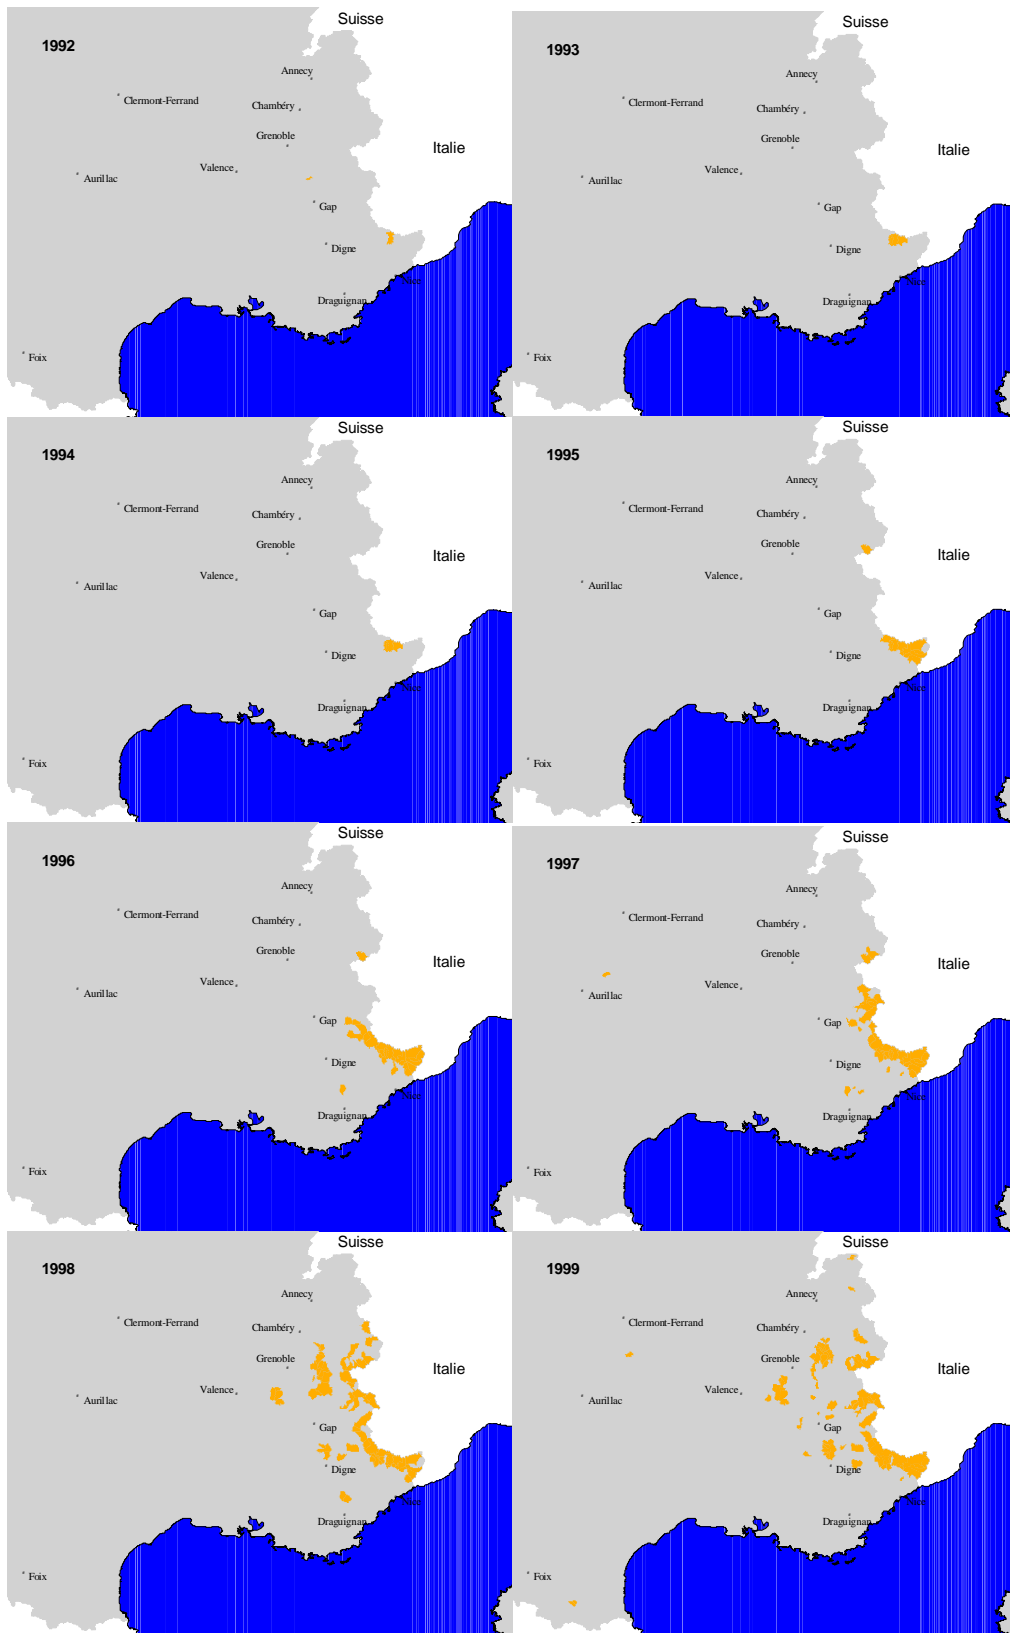 Suisse
1992
Annecy
Clermont-Ferrand
Chambéry
Grenoble
Italie
Valence
Aurillac
Gap
Digne
Nice
Draguignan
Foix
Suisse
1993
Annecy
Clermont-Ferrand
Chambéry
Grenoble
Italie
Valence
Aurillac
Gap
Digne
Nice
Draguignan
Foix
Suisse
1994
Annecy
Clermont-Ferrand
Chambéry
Grenoble
Italie
Valence
Aurillac
Gap
Digne
Nice
Draguignan
Foix
Suisse
1995
Annecy
Clermont-Ferrand
Chambéry
Grenoble
Italie
Valence
Aurillac
Gap
Digne
Nice
Draguignan
Foix
Suisse
1996
Annecy
Clermont-Ferrand
Chambéry
Grenoble
Italie
Valence
Aurillac
Gap
Digne
Nice
Draguignan
Foix
Suisse
1997
Annecy
Clermont-Ferrand
Chambéry
Grenoble
Italie
Valence
Aurillac
Gap
Digne
Nice
Draguignan
Foix
Suisse
1998
Annecy
Clermont-Ferrand
Chambéry
Grenoble
Italie
Valence
Aurillac
Gap
Digne
Nice
Draguignan
Foix
Suisse
1999
Annecy
Clermont-Ferrand
Chambéry
Grenoble
Italie
Valence
Aurillac
Gap
Digne
Nice
Draguignan
Foix